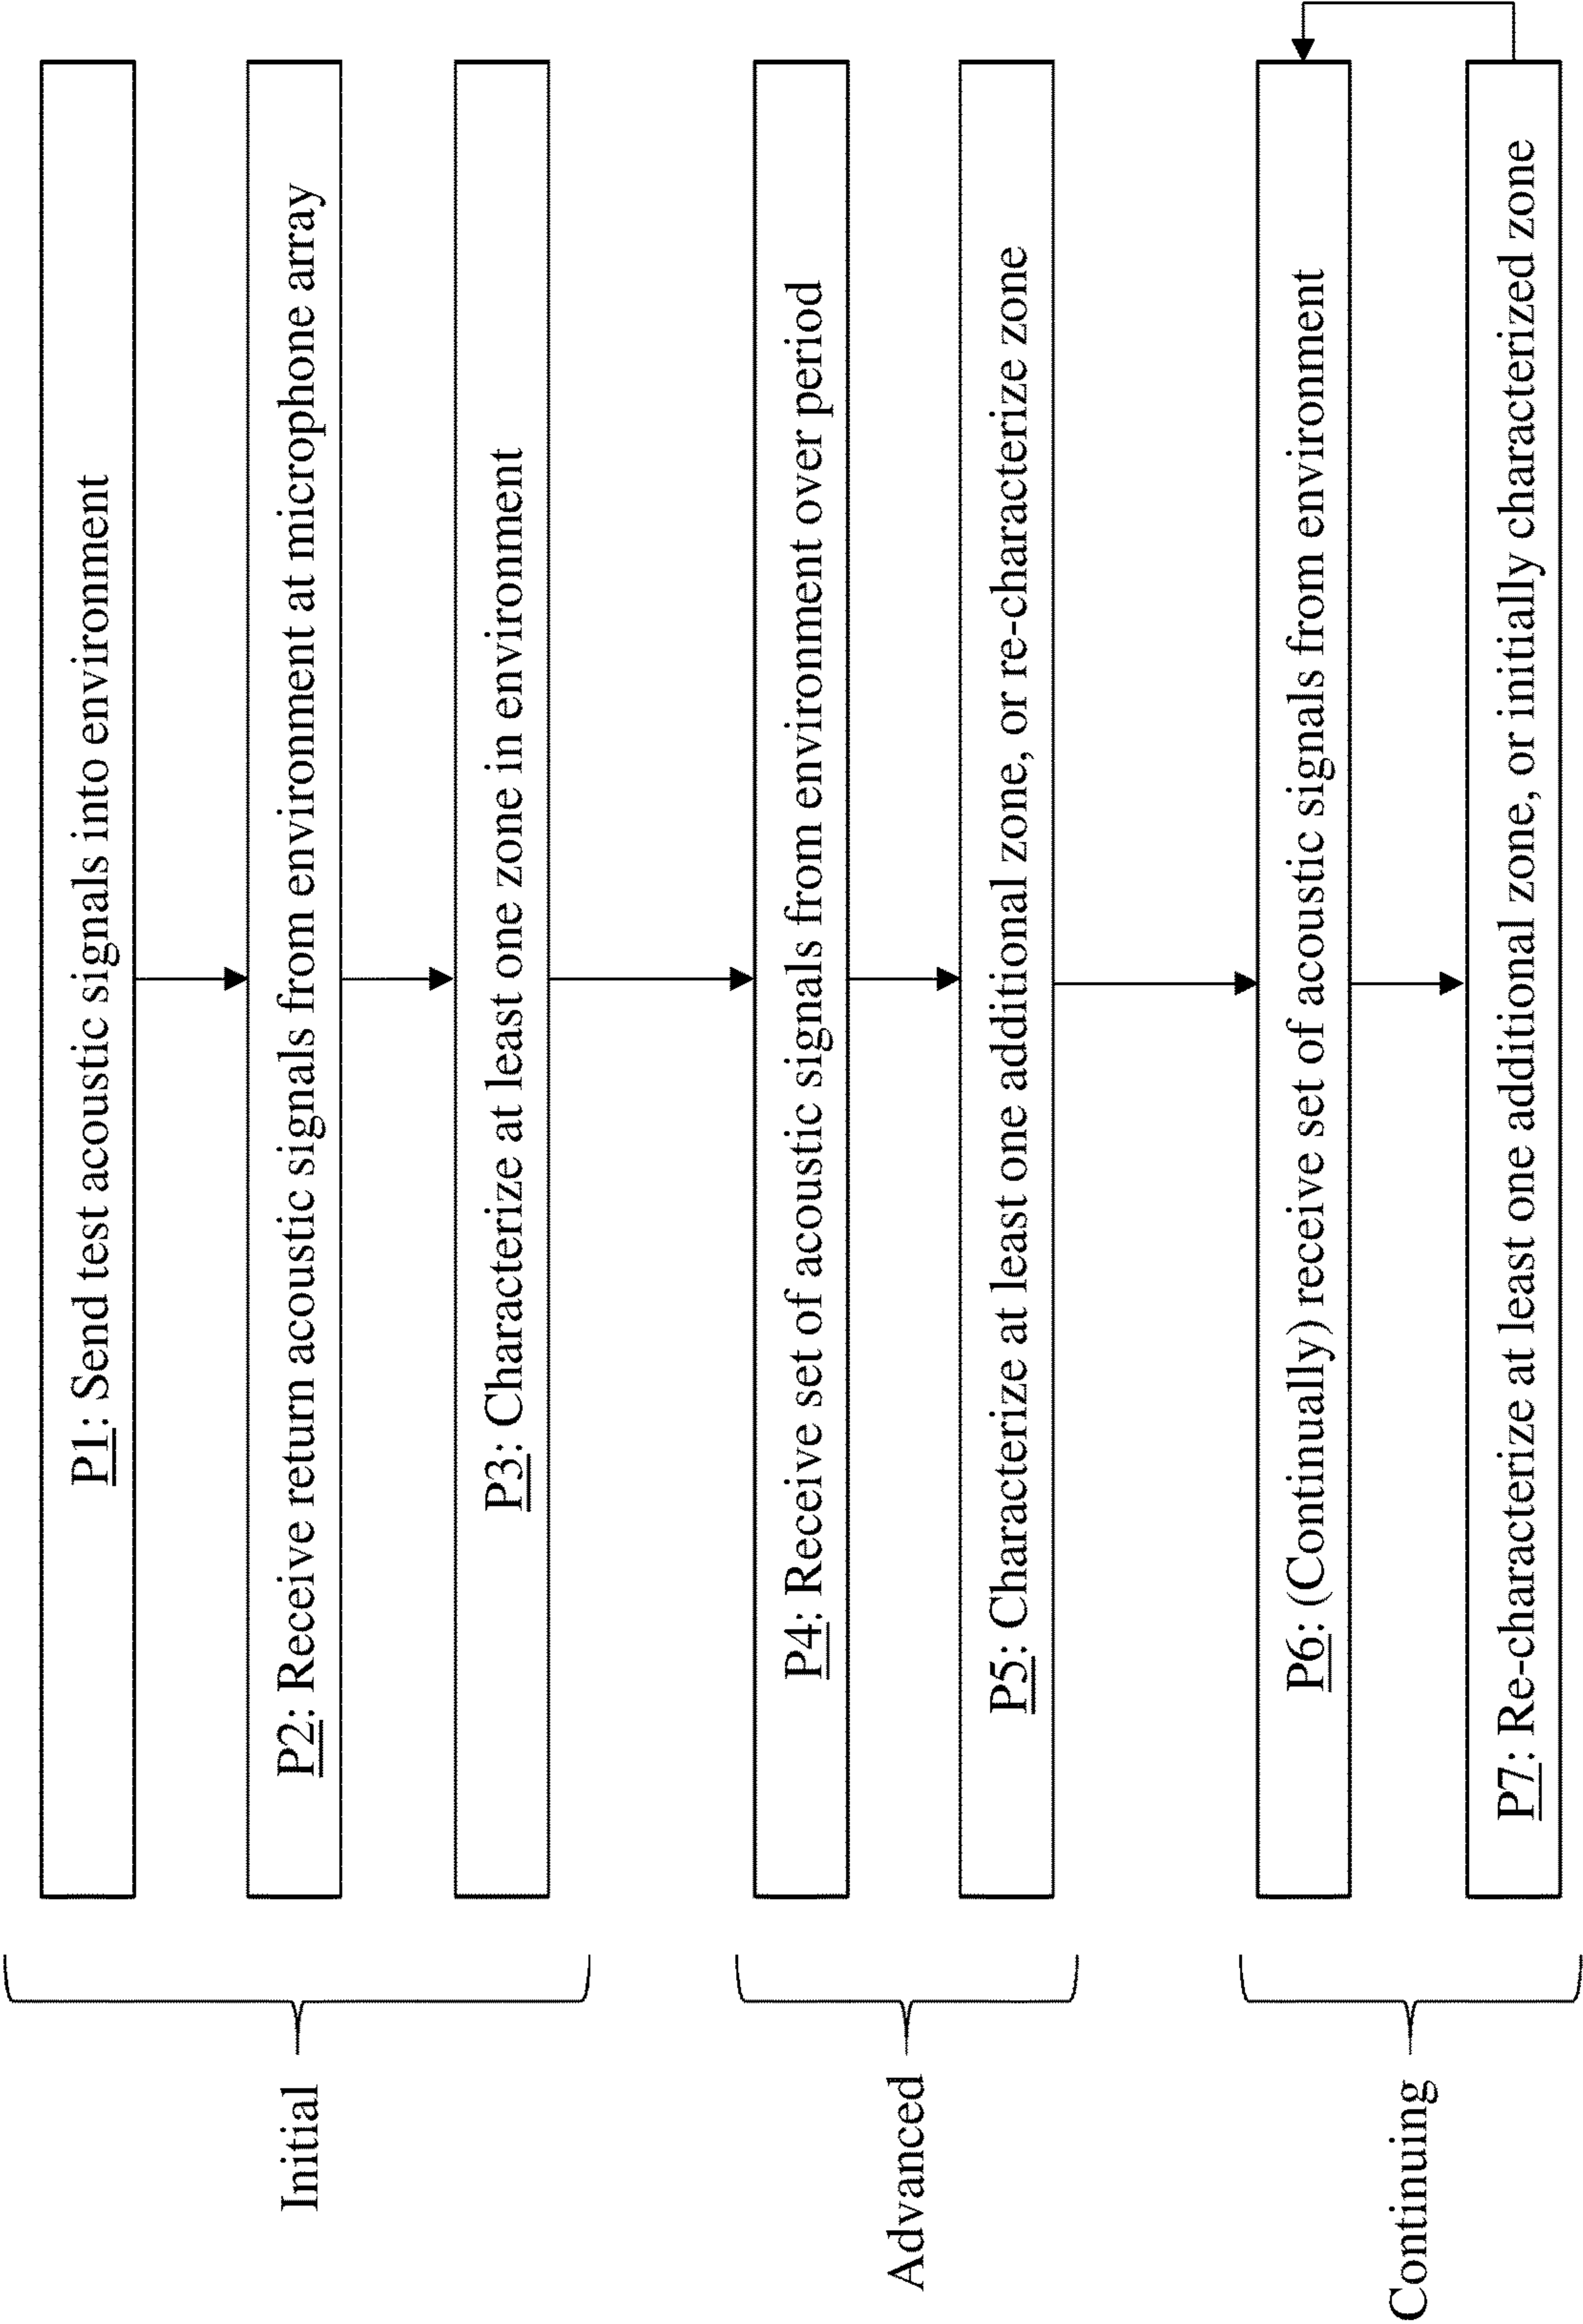 Initial
P1: Send test acoustic signals into environment
P2: Receive return acoustic signals from environment at microphone array
P3: Characterize at least one zone in environment
Advanced
P4: Receive set of acoustic signals from environment over period
P5: Characterize at least one additional zone, or re-characterize zone
Continuing
P6: (Continually) receive set of acoustic signals from environment
P7: Re-characterize at least one additional zone, or initially characterized zone